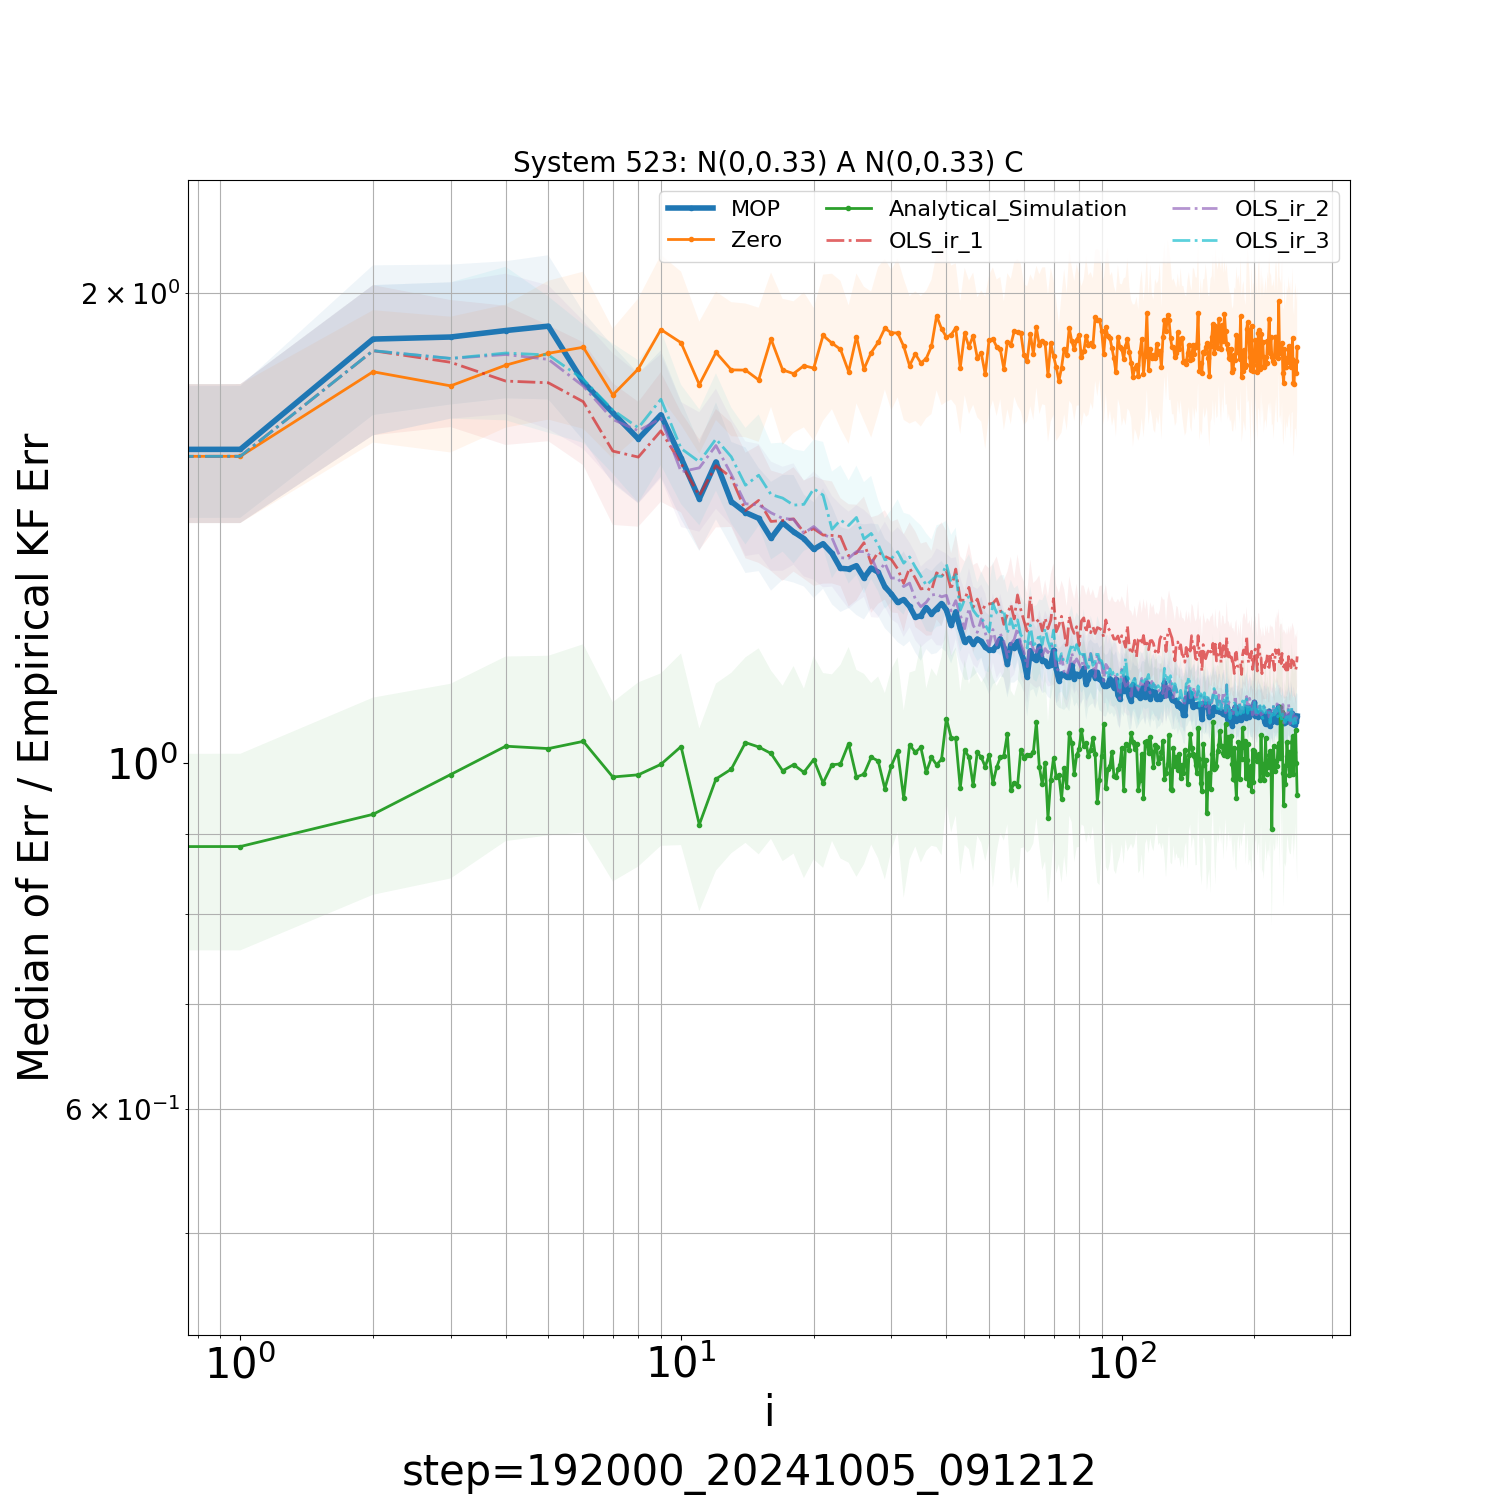 System 523: N(0,0.33) A N(0,0.33) C
MOP
Zero
Analytical_Simulation
OLS_ir_1
OLS_ir_2
OLS_ir_3
Median of Err / Empirical KF Err
2 × 10⁰
10⁰
6 × 10⁻¹
10⁰
10¹
10²
i
step=192000_20241005_091212